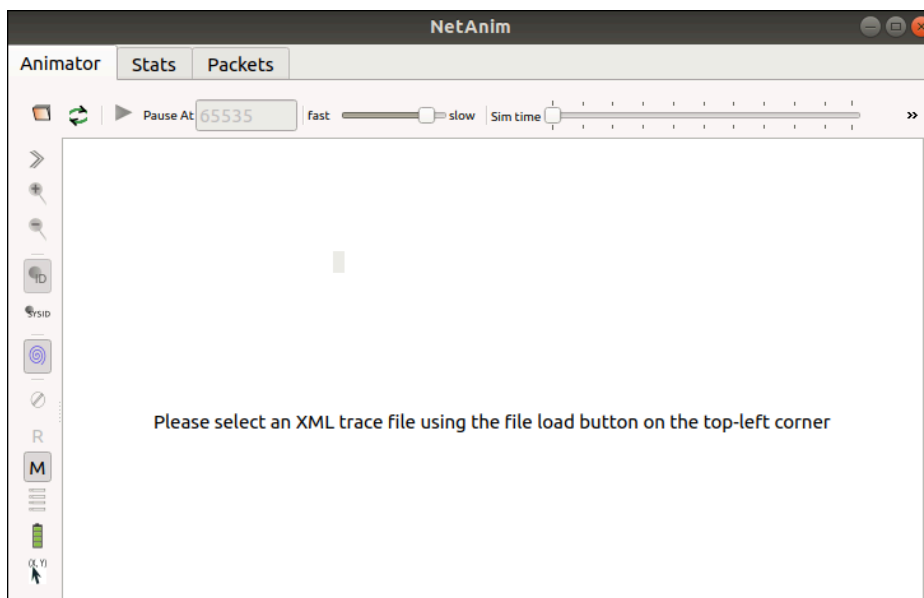 NetAnim
Animator Stats Packets
Pause At 65535 fast slow Sim time »
ID
SYSID
R
M
(X, Y)
Please select an XML trace file using the file load button on the top-left corner